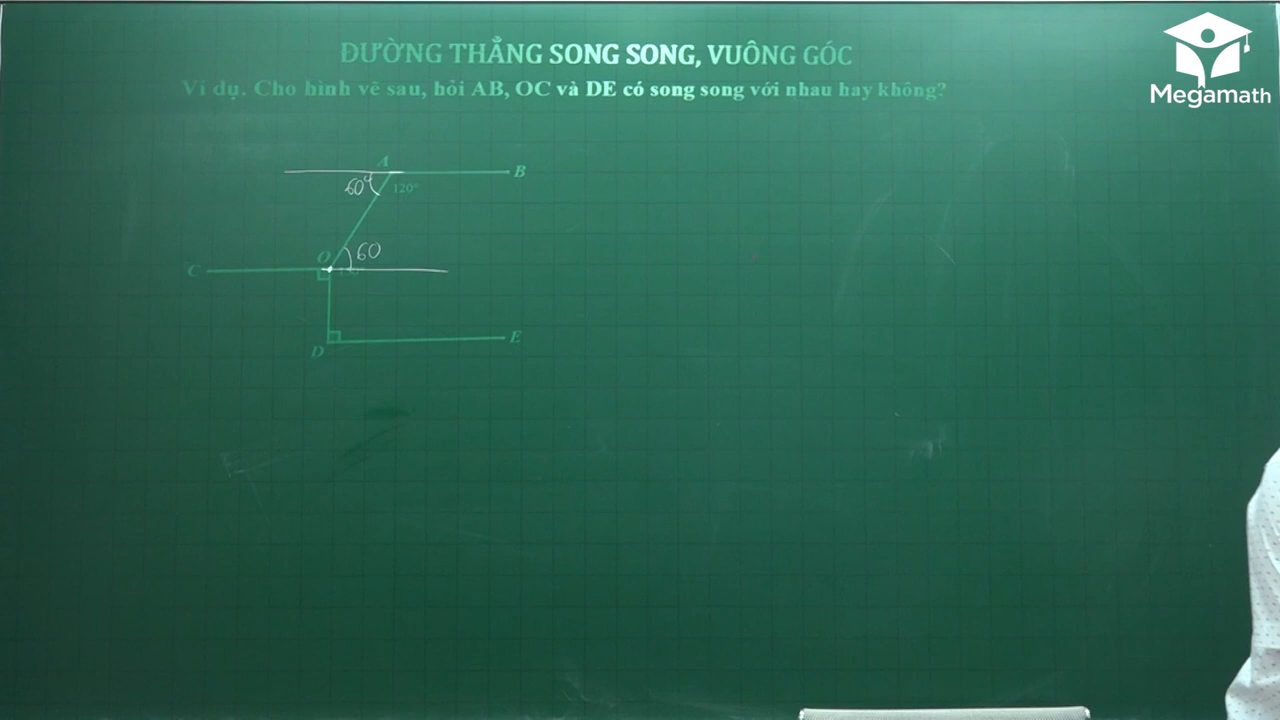 Megamath
ĐƯỜNG THẲNG SONG SONG, VUÔNG GÓC
Ví dụ. Cho hình vẽ sau, hỏi AB, OC và DE có song song với nhau hay không?
A
B
60°
120°
O
60
C
D
E